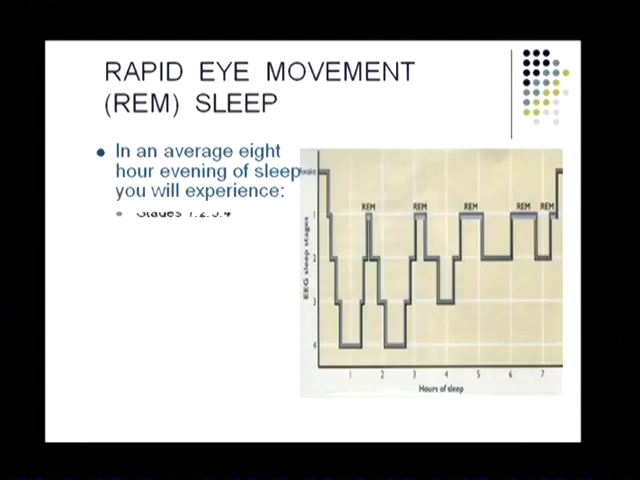 RAPID EYE MOVEMENT
(REM) SLEEP
In an average eight
hour evening of sleep
you will experience:
REM REM REM REM REM
1
2
3
4
EEG sleep stages
1 2 3 4 5 6 7
Hours of sleep